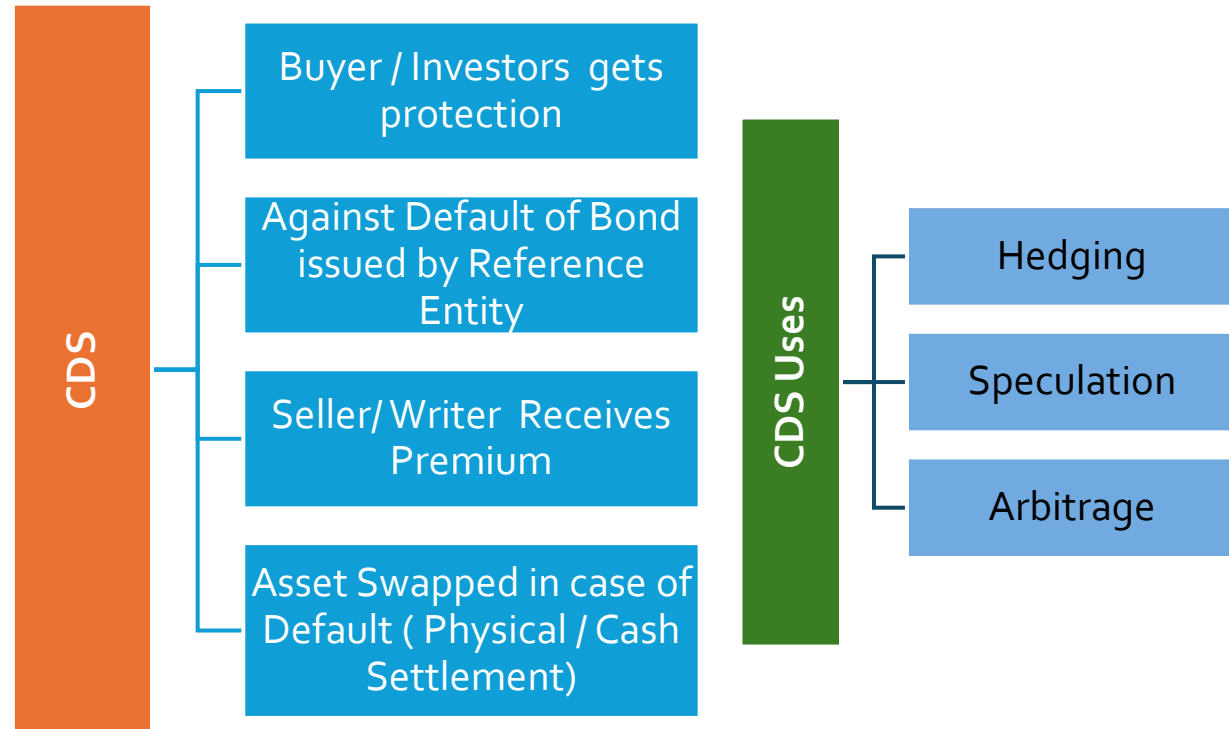 CDS
Buyer / Investors gets
protection
Against Default of Bond
issued by Reference
Entity
Seller/ Writer Receives
Premium
Asset Swapped in case of
Default ( Physical / Cash
Settlement)
CDS Uses
Hedging
Speculation
Arbitrage